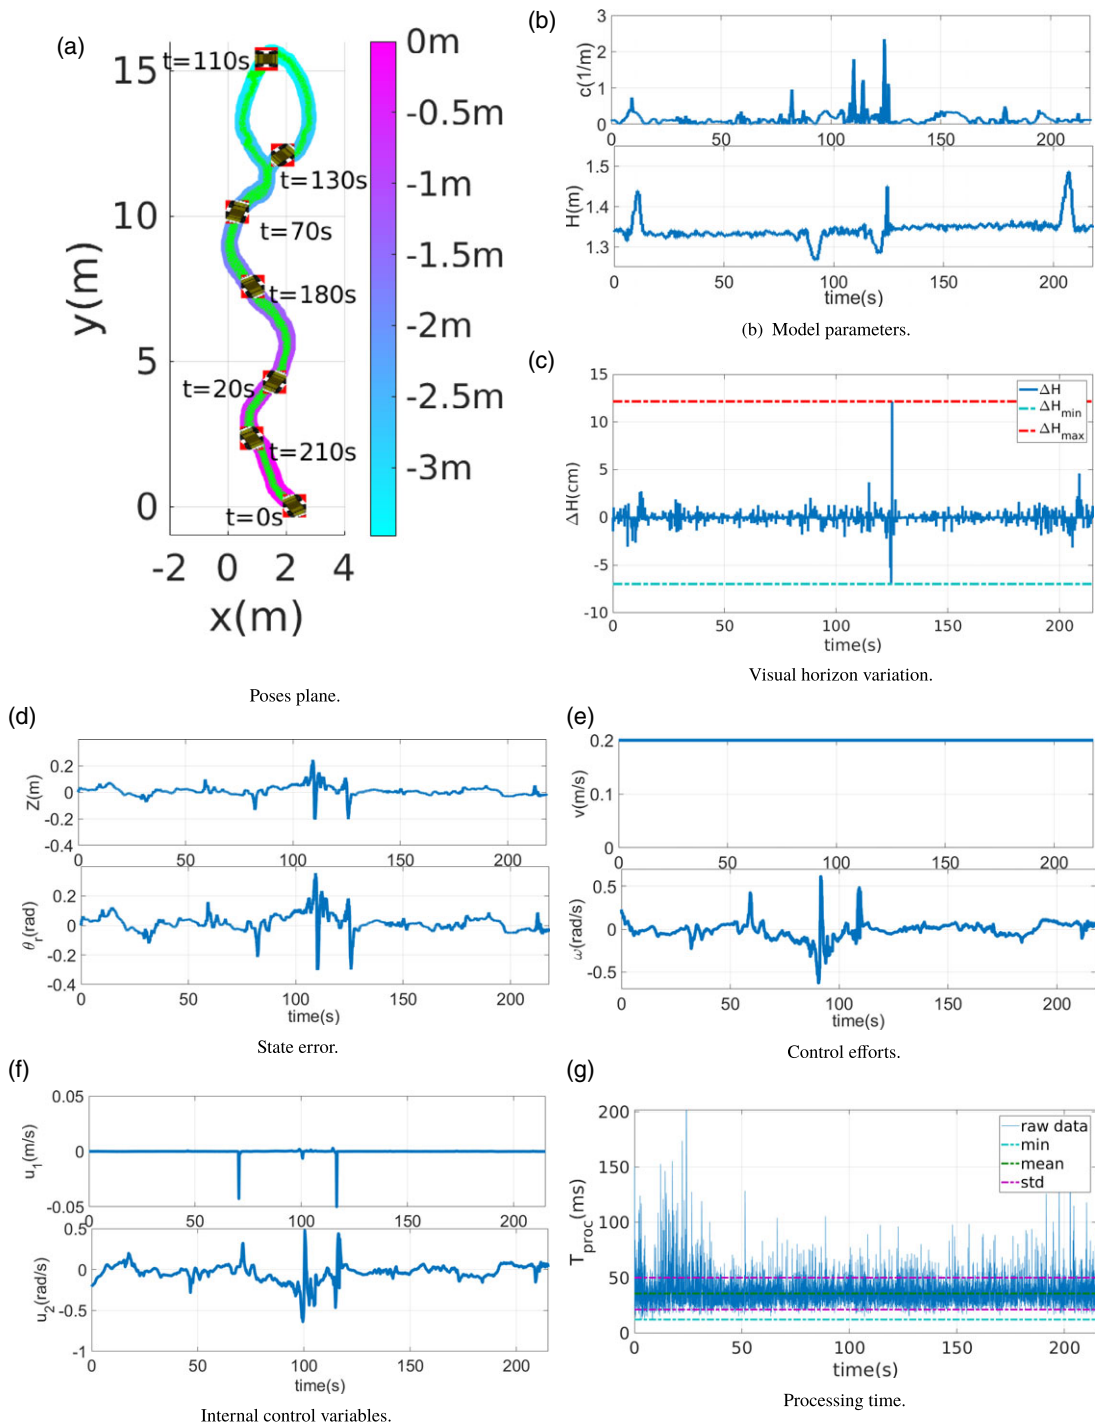 (a)
t=110s
t=130s
t=70s
t=180s
t=20s
t=210s
t=0s
15
10
5
0
y(m)
-2 0 2 4
x(m)
0m
-0.5m
-1m
-1.5m
-2m
-2.5m
-3m
Poses plane.
(b)
3
2
1
0
c(1/m)
0 50 100 150 200
1.5
1.4
1.3
H(m)
0 50 100 150 200
time(s)
(b) Model parameters.
(c)
15
10
5
0
-5
-10
ΔH(cm)
ΔH
ΔHmin
ΔHmax
0 50 100 150 200
time(s)
Visual horizon variation.
(d)
0.2
0
-0.2
-0.4
Z(m)
0 50 100 150 200
0.2
0
-0.2
-0.4
θr(rad)
0 50 100 150 200
time(s)
State error.
(e)
0.2
0.1
0
v(m/s)
0 50 100 150 200
0.5
0
-0.5
ω(rad/s)
0 50 100 150 200
time(s)
Control efforts.
(f)
0.05
0
-0.05
u1(m/s)
0 50 100 150 200
0.5
0
-0.5
-1
u2(rad/s)
0 50 100 150 200
time(s)
Internal control variables.
(g)
200
150
100
50
0
Tproc(ms)
raw data
min
mean
std
0 50 100 150 200
time(s)
Processing time.